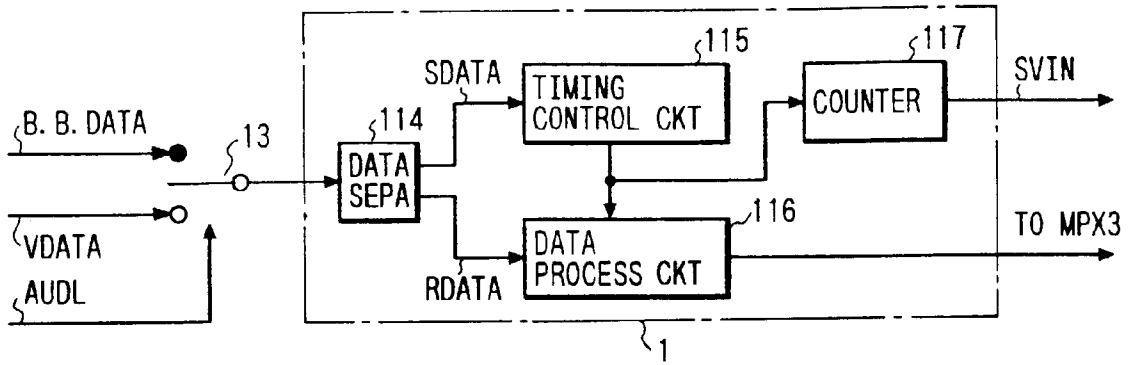 115
117
SDATA
TIMING
CONTROL CKT
COUNTER
SVIN
B. B. DATA
13
114
DATA
SEPA
116
VDATA
RDATA
DATA
PROCESS CKT
TO MPX3
AUDL
1